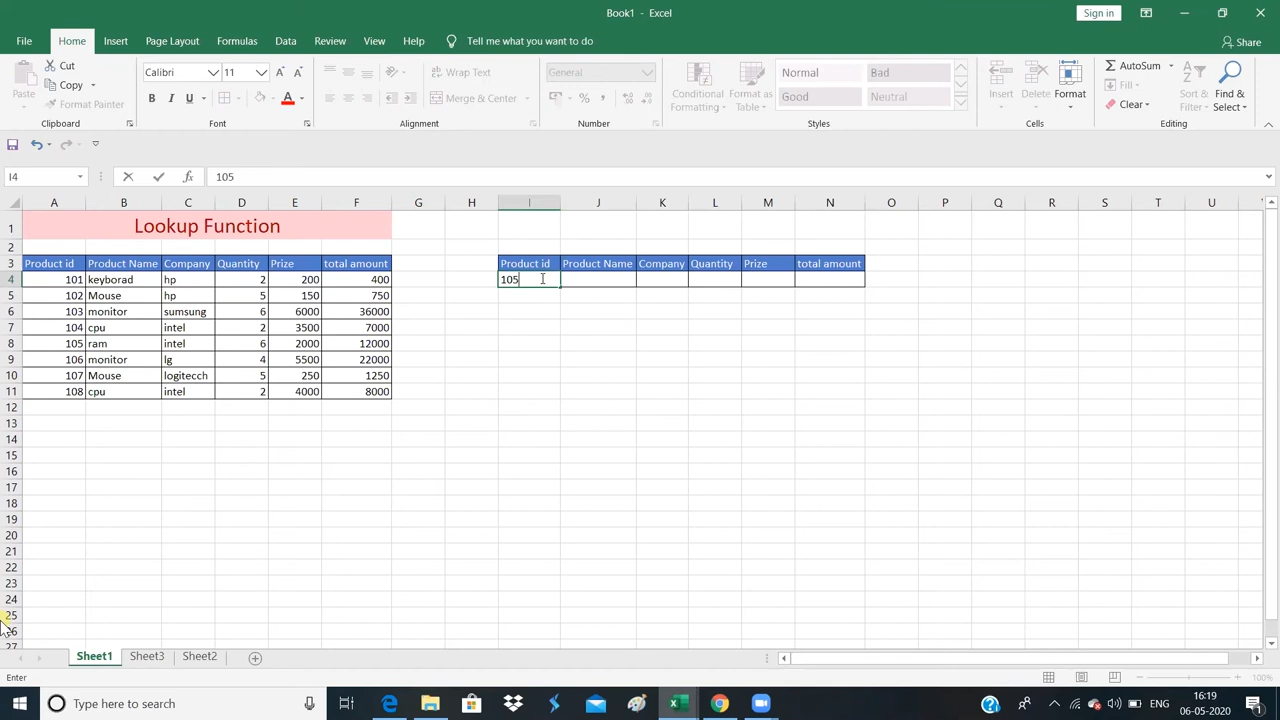 Book1 - Excel
Sign in
File Home Insert Page Layout Formulas Data Review View Help Tell me what you want to do Share
Paste Cut Copy Format Painter Clipboard
Calibri 11 B I U A Font
Wrap Text Merge & Center Alignment
General % , Number
Conditional Formatting Format as Table Normal Bad Good Neutral Styles
Insert Delete Format Cells
AutoSum Fill Clear Sort & Filter Find & Select Editing
I4 fx 105
A B C D E F G H I J K L M N O P Q R S T U
1 Lookup Function
2
3 Product id Product Name Company Quantity Prize total amount Product id Product Name Company Quantity Prize total amount
4 101 keyborad hp 2 200 400 105
5 102 Mouse hp 5 150 750
6 103 monitor sumsung 6 6000 36000
7 104 cpu intel 2 3500 7000
8 105 ram intel 6 2000 12000
9 106 monitor lg 4 5500 22000
10 107 Mouse logitecch 5 250 1250
11 108 cpu intel 2 4000 8000
12
13
14
15
16
17
18
19
20
21
22
23
24
25
26
27
Sheet1 Sheet3 Sheet2
Enter 100%
Type here to search ENG 16:19
06-05-2020